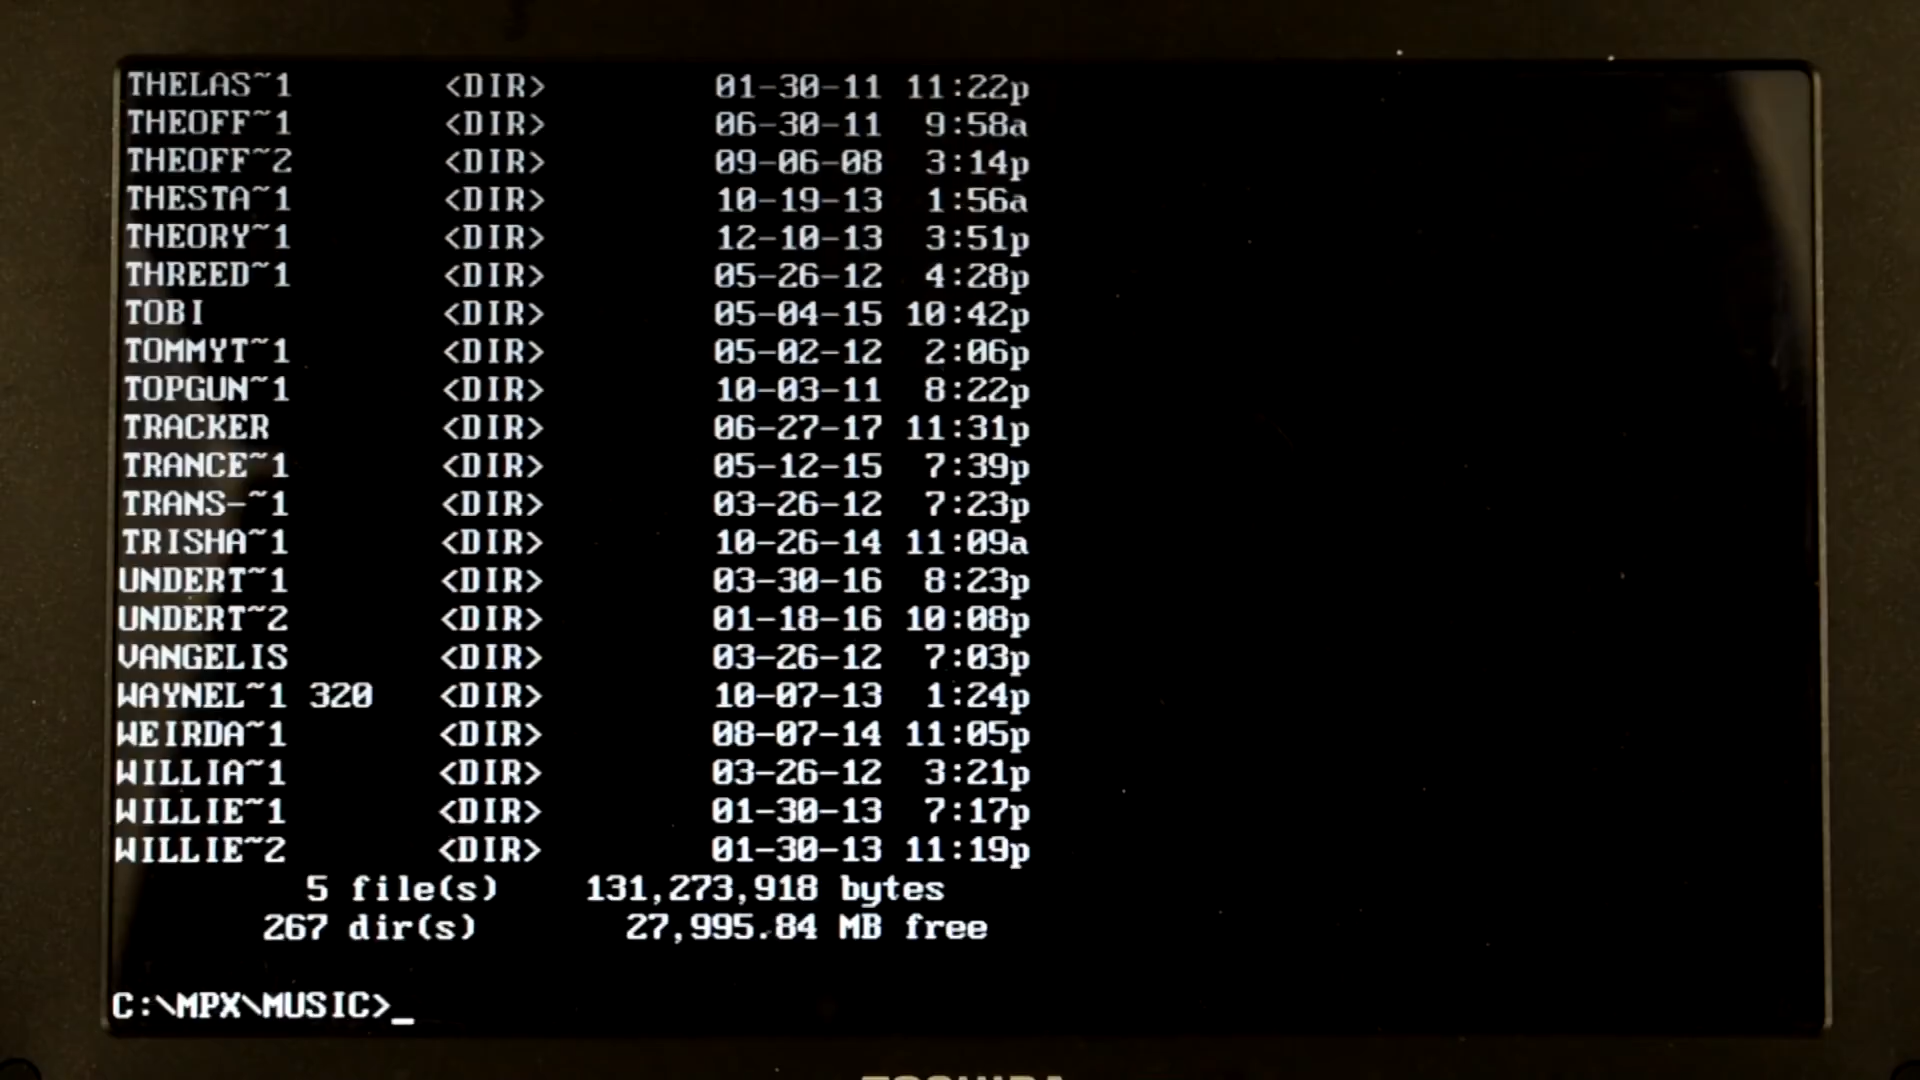 THELAS~1 <DIR> 01-30-11 11:22p
THEOFF~1 <DIR> 06-30-11 9:58a
THEOFF~2 <DIR> 09-06-08 3:14p
THESTA~1 <DIR> 10-19-13 1:56a
THEORY~1 <DIR> 12-10-13 3:51p
THREED~1 <DIR> 05-26-12 4:28p
TOBI <DIR> 05-04-15 10:42p
TOMMYT~1 <DIR> 05-02-12 2:06p
TOPGUN~1 <DIR> 10-03-11 8:22p
TRACKER <DIR> 06-27-17 11:31p
TRANCE~1 <DIR> 05-12-15 7:39p
TRANS-~1 <DIR> 03-26-12 7:23p
TRISHA~1 <DIR> 10-26-14 11:09a
UNDERT~1 <DIR> 03-30-16 8:23p
UNDERT~2 <DIR> 01-18-16 10:08p
VANGELIS <DIR> 03-26-12 7:03p
WAYNEL~1 320 <DIR> 10-07-13 1:24p
WEIRDA~1 <DIR> 08-07-14 11:05p
WILLIA~1 <DIR> 03-26-12 3:21p
WILLIE~1 <DIR> 01-30-13 7:17p
WILLIE~2 <DIR> 01-30-13 11:19p
5 file(s) 131,273,918 bytes
267 dir(s) 27,995.84 MB free
C:\MPX\MUSIC>_
TOSHIBA